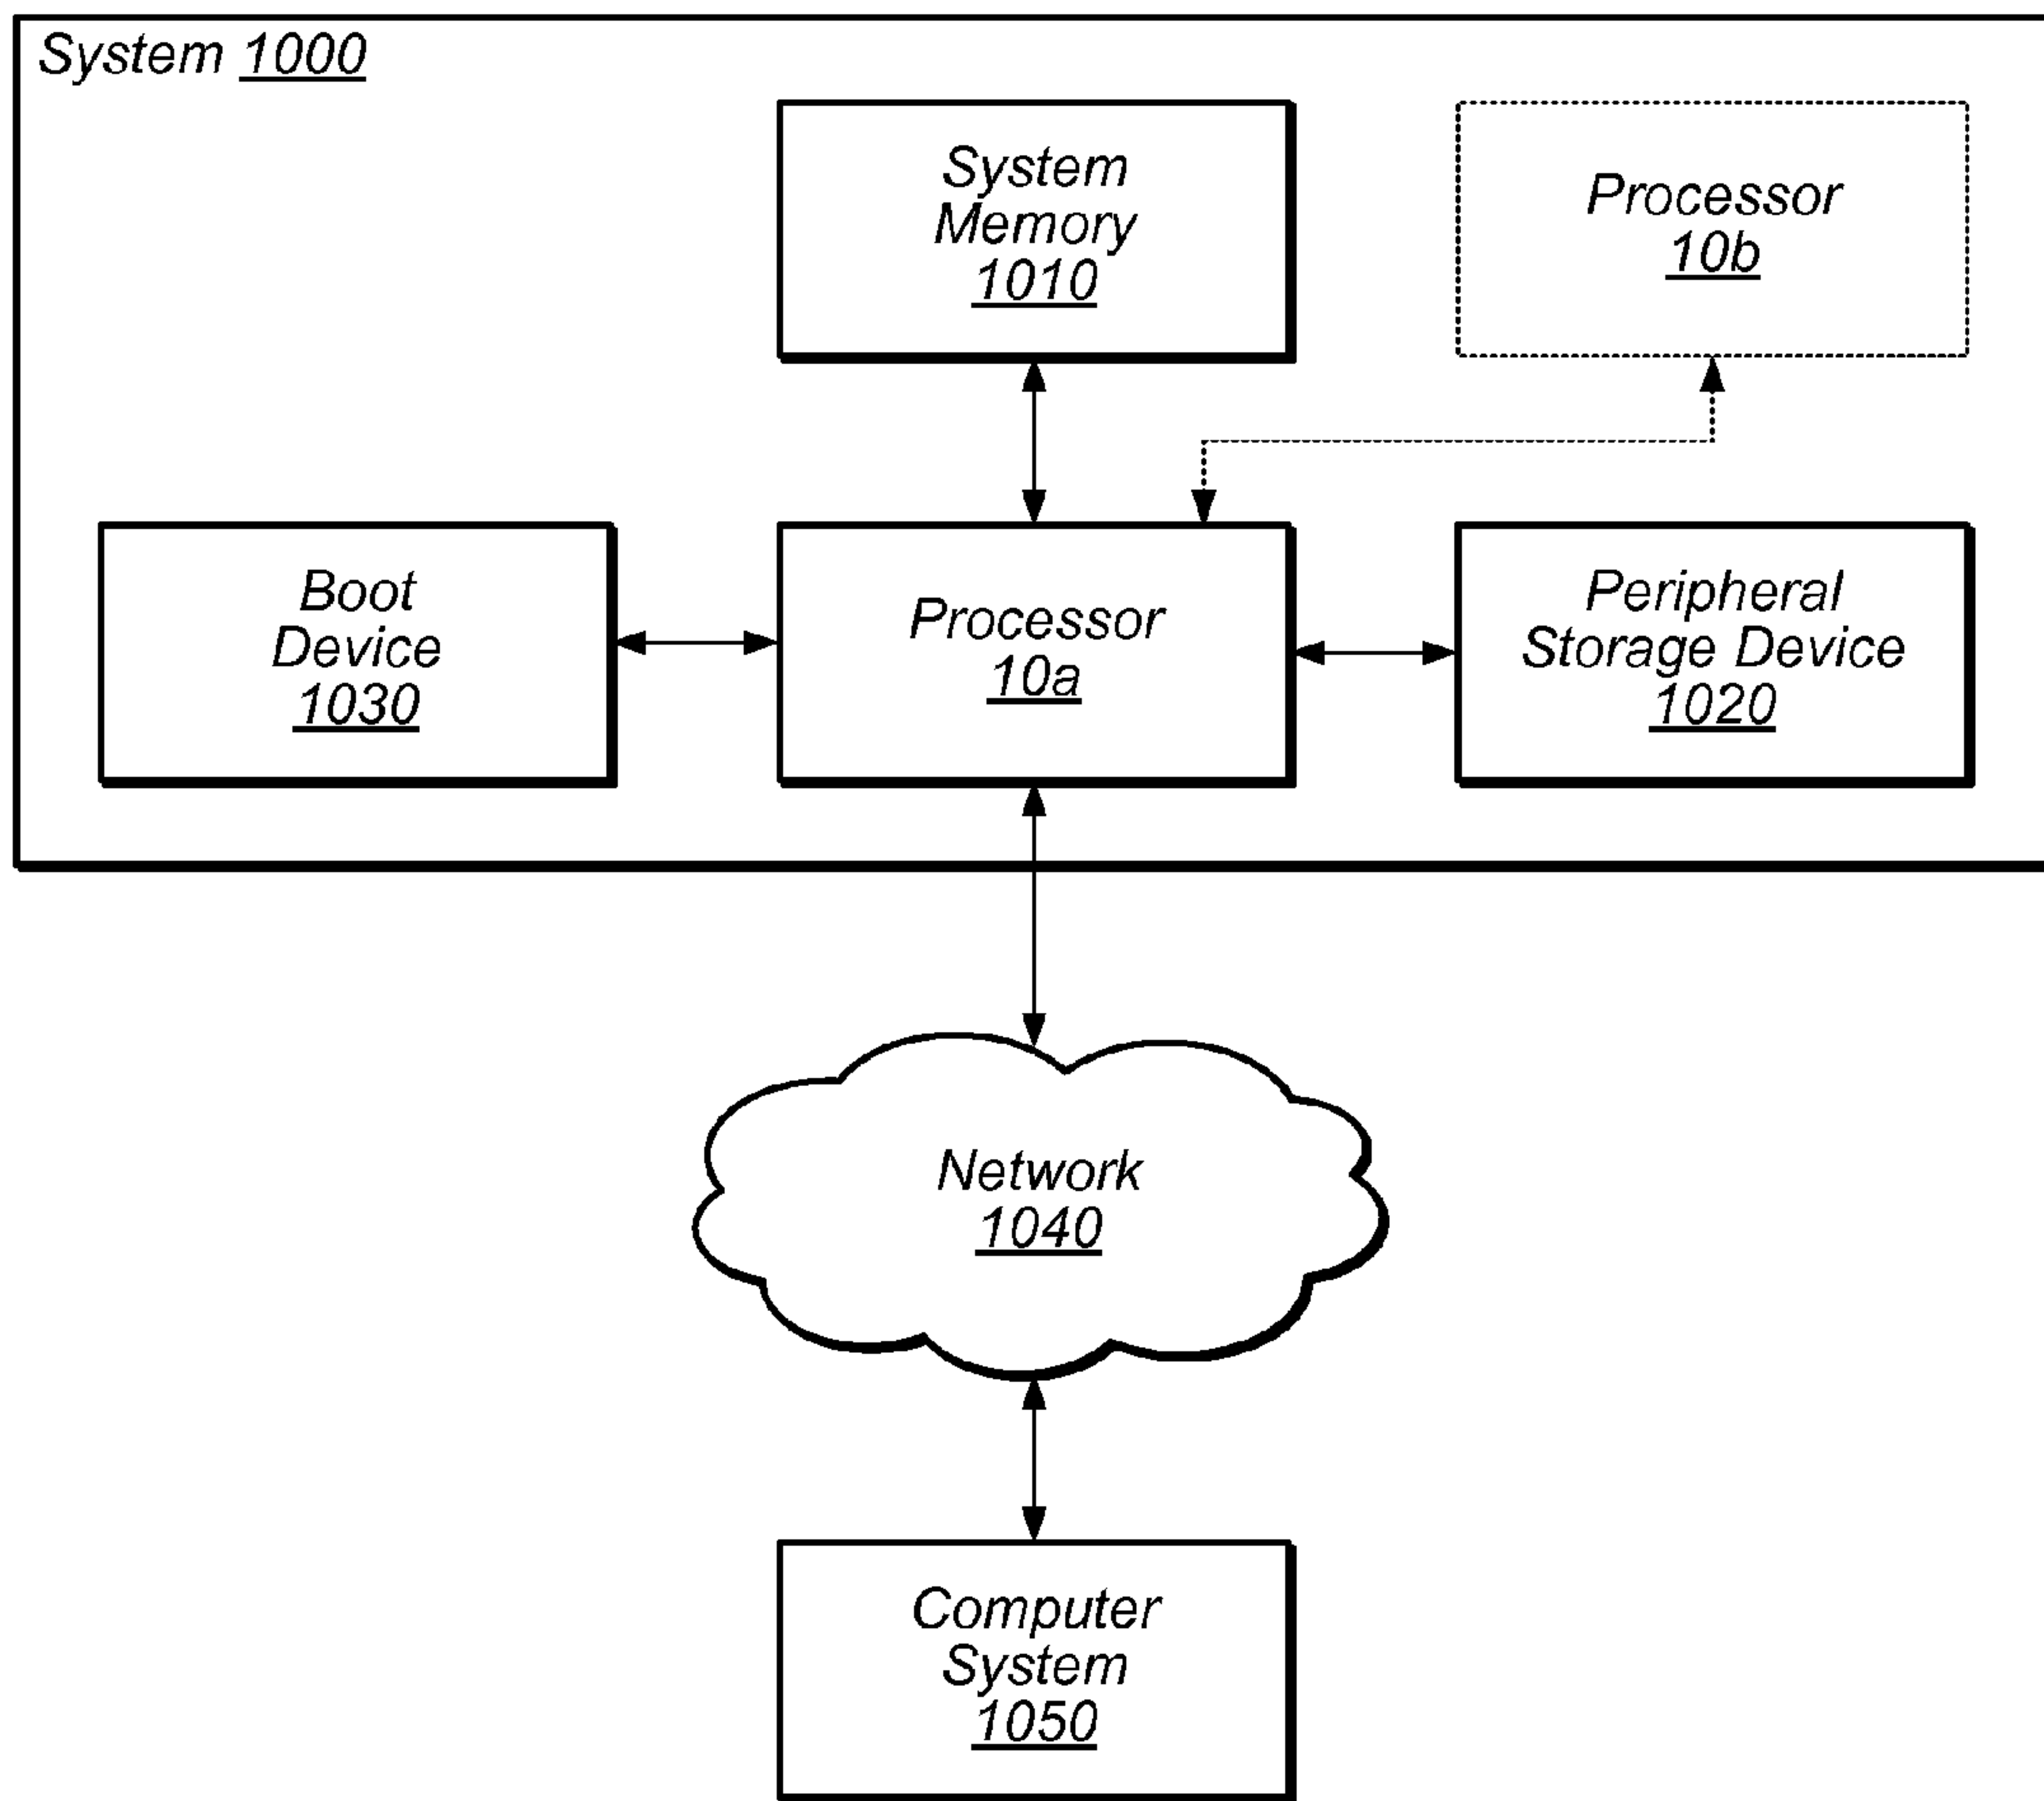 System 1000
System
Memory
1010
Processor
10b
Boot
Device
1030
Processor
10a
Peripheral
Storage Device
1020
Network
1040
Computer
System
1050